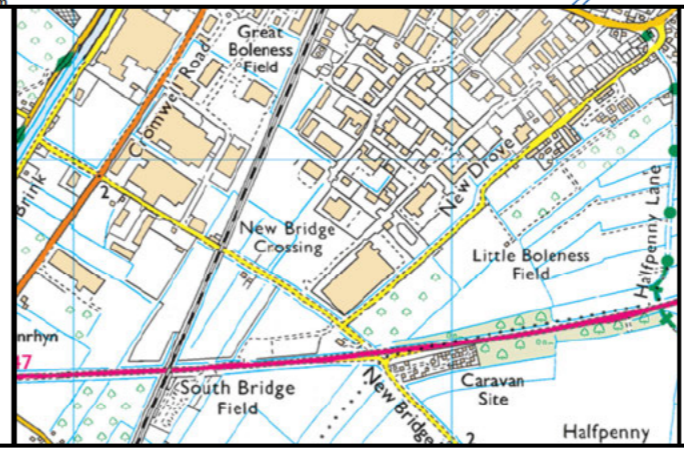 Great
Boleness
Field
Cromwell Road
New Drove
2
Brink
New Bridge
Crossing
Little Boleness
Field
Halfpenny Lane
nrhyn
47
South Bridge
Field
New Bridge
Caravan
Site
2
Halfpenny